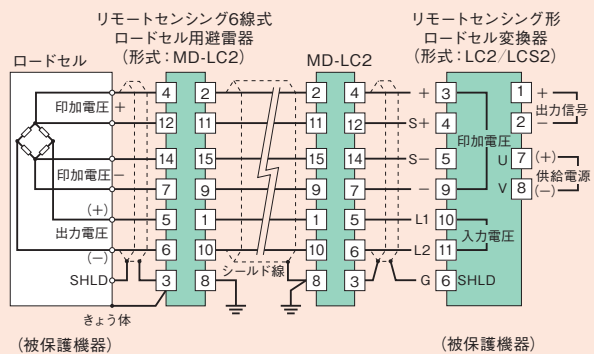 リモートセンシング6線式
ロードセル用避雷器
(形式:MD-LC2)
リモートセンシング形
ロードセル変換器
(形式:LC2/LCS2)
ロードセル
MD-LC2
4 2 2 4 + 3 1 +
出力信号
12 11 11 12 S+ 4 2 −
印加電圧+
印加電圧
14 15 15 14 S− 5 U 7 (+)
供給電源
印加電圧−
7 9 9 7 − 9 V 8 (−)
(+)
5 1 1 5 L1 10
出力電圧
入力電圧
(−)
6 10 10 6 L2 11
シールド線
SHLD 3 8 8 3 G 6 SHLD
きょう体
(被保護機器)
(被保護機器)